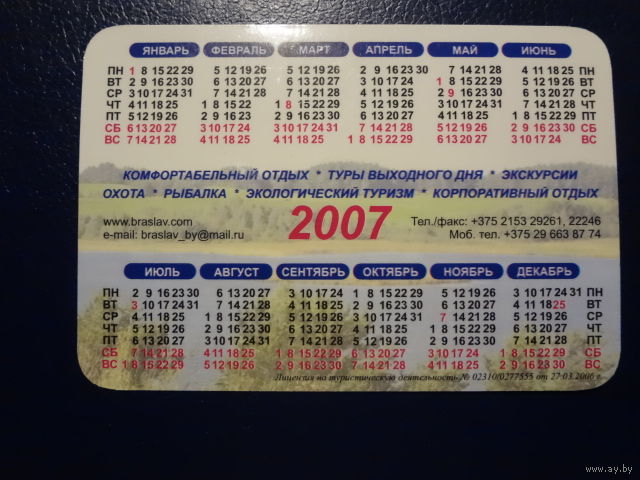 ЯНВАРЬ ФЕВРАЛЬ МАРТ АПРЕЛЬ МАЙ ИЮНЬ
ПН 1 8 15 22 29 5 12 19 26 5 12 19 26 2 9 16 23 30 7 14 21 28 4 11 18 25
ВТ 2 9 16 23 30 6 13 20 27 6 13 20 27 3 10 17 24 1 8 15 22 29 5 12 19 26
СР 3 10 17 24 31 7 14 21 28 7 14 21 28 4 11 18 25 2 9 16 23 30 6 13 20 27
ЧТ 4 11 18 25 1 8 15 22 1 8 15 22 29 5 12 19 26 3 10 17 24 31 7 14 21 28
ПТ 5 12 19 26 2 9 16 23 2 9 16 23 30 6 13 20 27 4 11 18 25 1 8 15 22 29
СБ 6 13 20 27 3 10 17 24 3 10 17 24 31 7 14 21 28 5 12 19 26 2 9 16 23 30
ВС 7 14 21 28 4 11 18 25 4 11 18 25 1 8 15 22 29 6 13 20 27 3 10 17 24
КОМФОРТАБЕЛЬНЫЙ ОТДЫХ * ТУРЫ ВЫХОДНОГО ДНЯ * ЭКСКУРСИИ
ОХОТА * РЫБАЛКА * ЭКОЛОГИЧЕСКИЙ ТУРИЗМ * КОРПОРАТИВНЫЙ ОТДЫХ
www.braslav.com 2007 Тел./факс: +375 2153 29261, 22246
e-mail: braslav_by@mail.ru Моб. тел. +375 29 663 87 74
ИЮЛЬ АВГУСТ СЕНТЯБРЬ ОКТЯБРЬ НОЯБРЬ ДЕКАБРЬ
ПН 2 9 16 23 30 6 13 20 27 3 10 17 24 1 8 15 22 29 5 12 19 26 3 10 17 24 31
ВТ 3 10 17 24 31 7 14 21 28 4 11 18 25 2 9 16 23 30 6 13 20 27 4 11 18 25
СР 4 11 18 25 1 8 15 22 29 5 12 19 26 3 10 17 24 31 7 14 21 28 5 12 19 26
ЧТ 5 12 19 26 2 9 16 23 30 6 13 20 27 4 11 18 25 1 8 15 22 29 6 13 20 27
ПТ 6 13 20 27 3 10 17 24 31 7 14 21 28 5 12 19 26 2 9 16 23 30 7 14 21 28
СБ 7 14 21 28 4 11 18 25 1 8 15 22 29 6 13 20 27 3 10 17 24 1 8 15 22 29
ВС 1 8 15 22 29 5 12 19 26 2 9 16 23 30 7 14 21 28 4 11 18 25 2 9 16 23 30
Лицензия на туристическую деятельность № 02310/0277555 от 27.03.2006 г.
www.ay.by